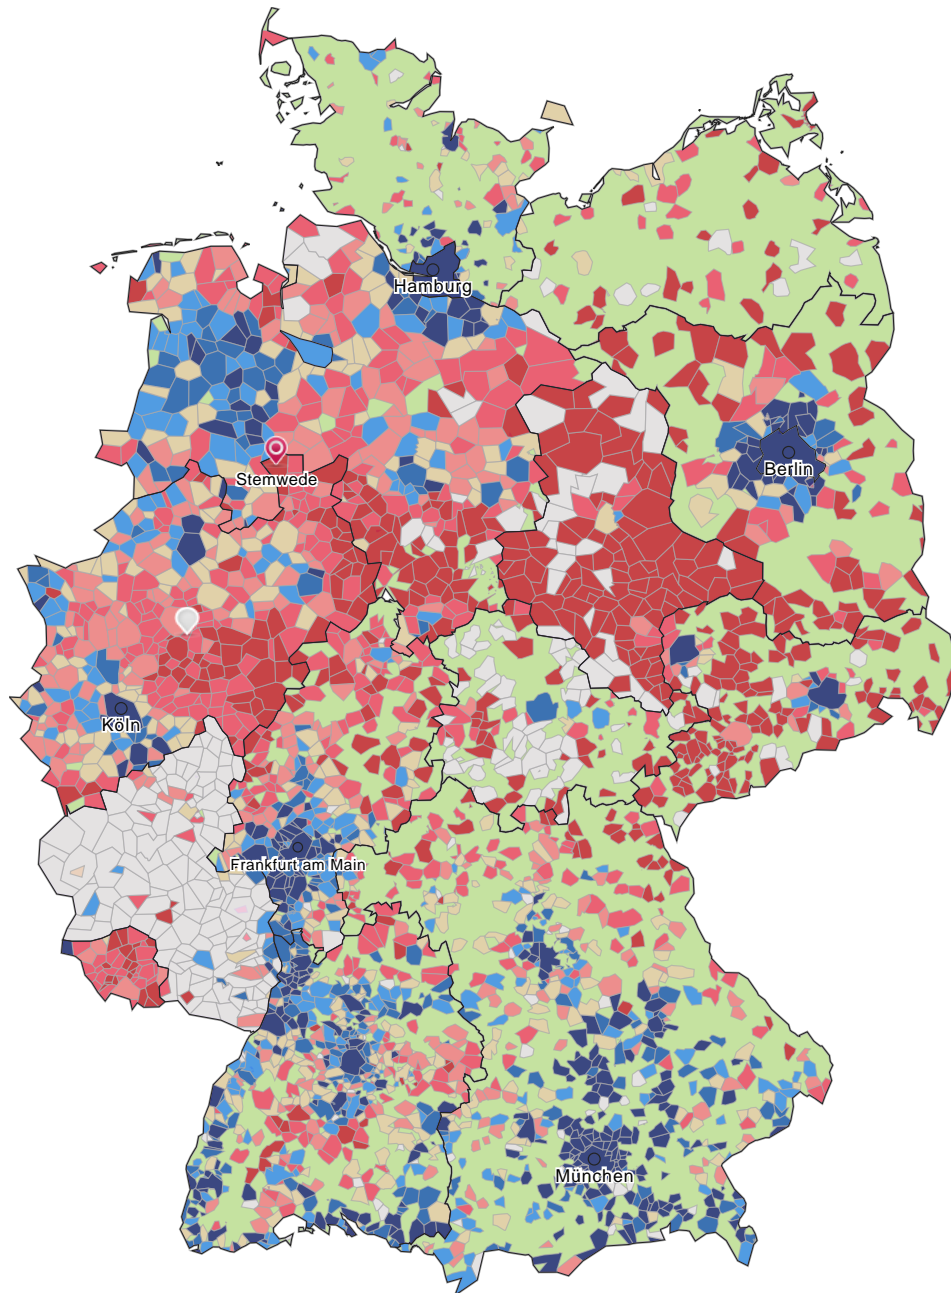 Hamburg
Berlin
Stemwede
Köln
Frankfurt am Main
München